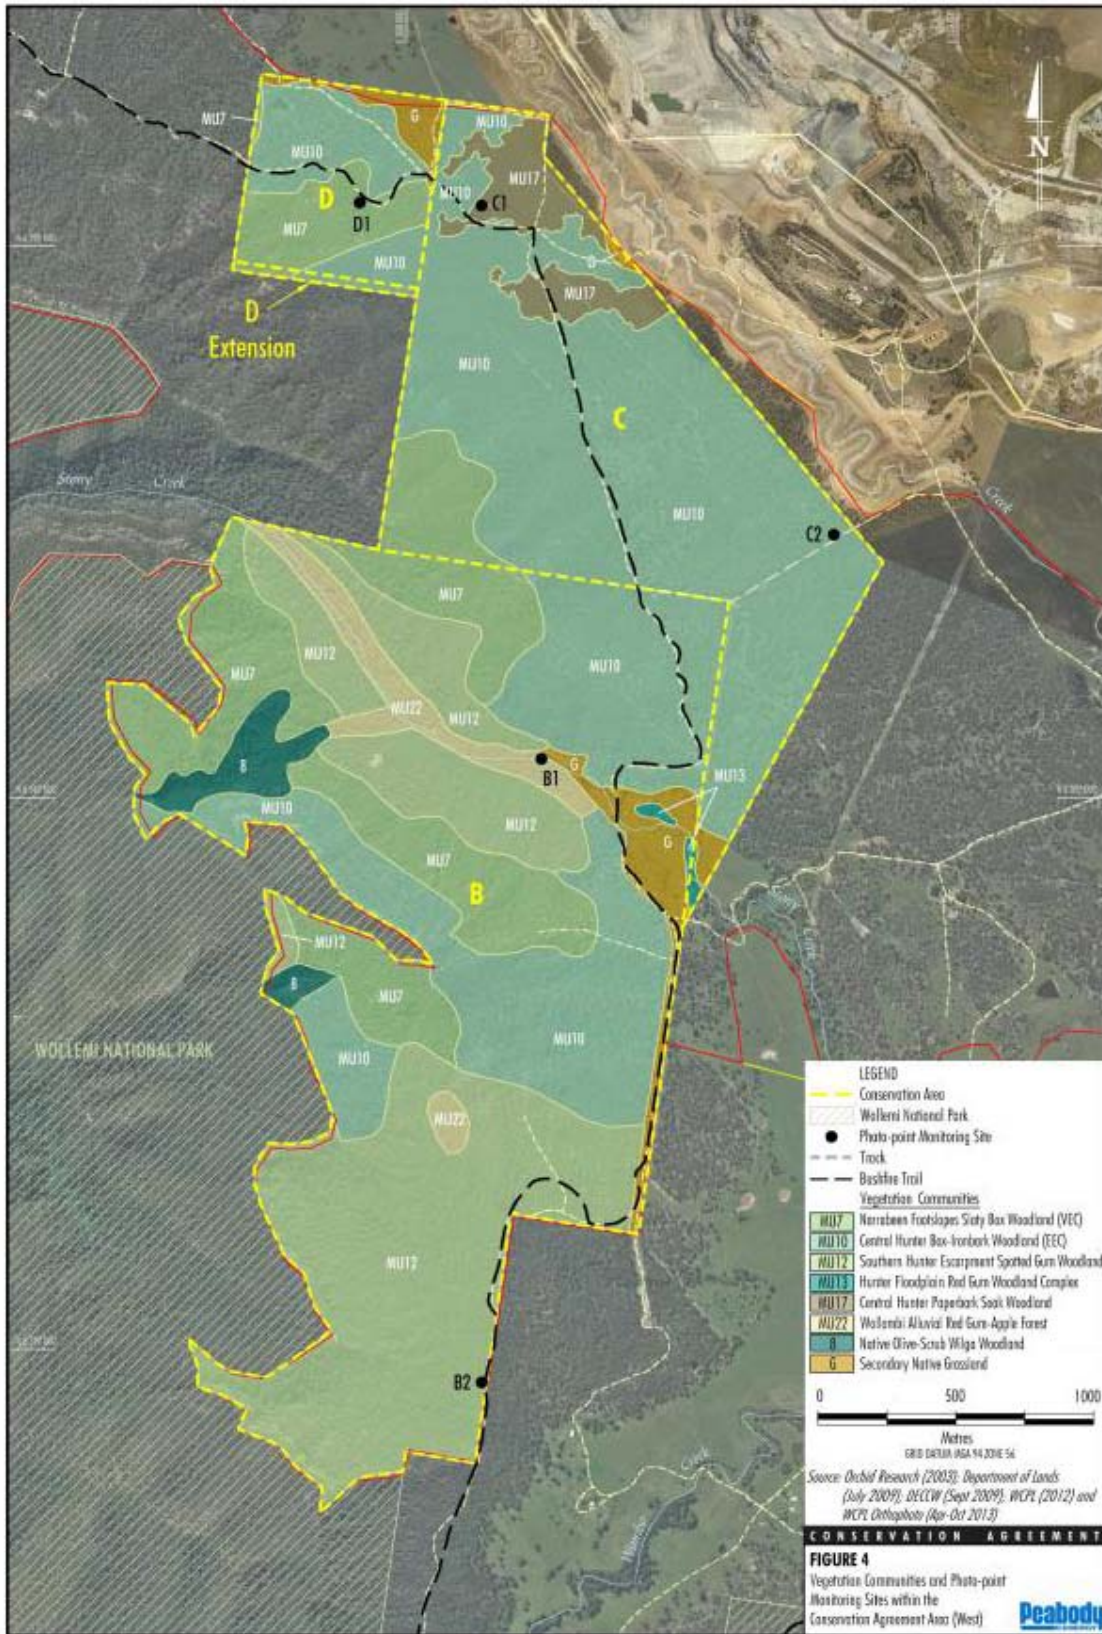 N
MU7
MU10
G
MU10
MU17
MU10
D
C1
D1
MU7
MU10
G
MU17
D
Extension
MU10
C
Stony Creek
MU10
C2
Creek
MU7
MU12
MU7
MU10
MU22
MU12
B
B1
G
MU13
MU10
MU12
G
MU7
B
MU12
B
MU7
MU10
MU10
WOLLEMI NATIONAL PARK
MU22
MU12
B2
Creek
LEGEND
Conservation Area
Wollemi National Park
Photo-point Monitoring Site
Track
Bushfire Trail
Vegetation Communities
MU7 Narrabeen Footslopes Slaty Box Woodland (VEC)
MU10 Central Hunter Box-Ironbark Woodland (EEC)
MU12 Southern Hunter Escarpment Spotted Gum Woodland
MU13 Hunter Floodplain Red Gum Woodland Complex
MU17 Central Hunter Paperbark Soak Woodland
MU22 Wollombi Alluvial Red Gum-Apple Forest
B Native Olive-Scrub Wilga Woodland
G Secondary Native Grassland
0 500 1000
Metres
GRID DATUM MGA 94 ZONE 56
Source: Orchid Research (2003); Department of Lands
(July 2009); DECCW (Sept 2009); WCPL (2012) and
WCPL Orthophoto (Apr-Oct 2013)
CONSERVATION AGREEMENT
FIGURE 4
Vegetation Communities and Photo-point
Monitoring Sites within the
Conservation Agreement Area (West)
Peabody